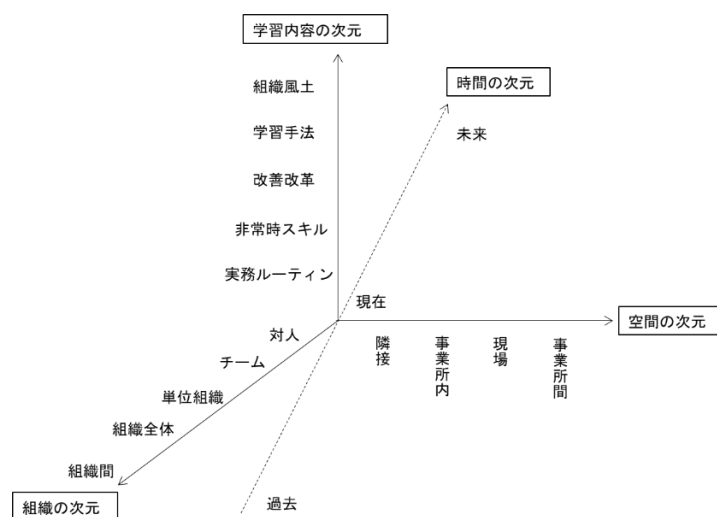 学習内容の次元
組織風土
学習手法
改善改革
非常時スキル
実務ルーティン
時間の次元
未来
現在
過去
空間の次元
隣接
事業所内
現場
事業所間
対人
チーム
単位組織
組織全体
組織間
組織の次元